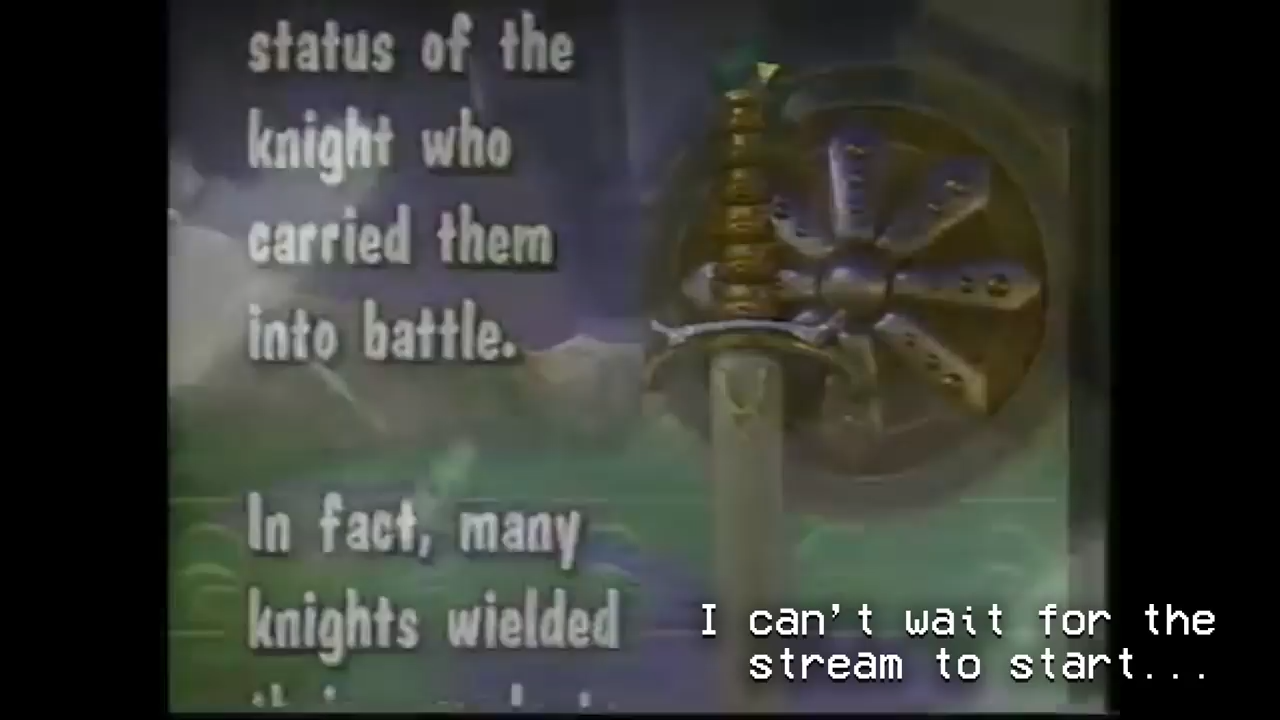 status of the
knight who
carried them
into battle.
In fact, many
knights wielded
I can't wait for the
stream to start...